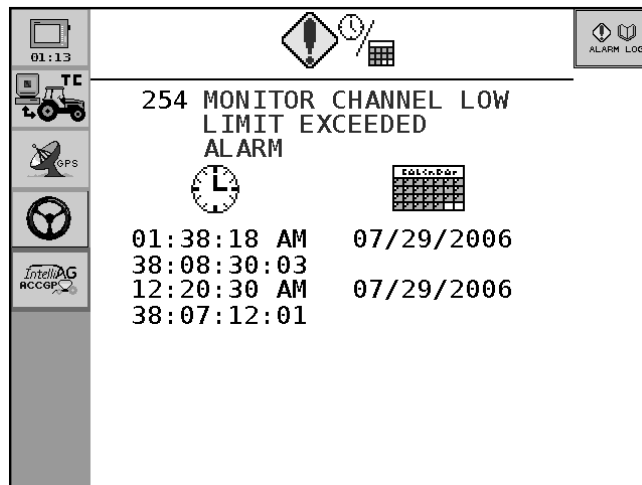 01:13
TC
GPS
IntelliAG
ACCGP
ALARM LOG
254 MONITOR CHANNEL LOW
LIMIT EXCEEDED
ALARM
CALENDAR
01:38:18 AM 07/29/2006
38:08:30:03
12:20:30 AM 07/29/2006
38:07:12:01